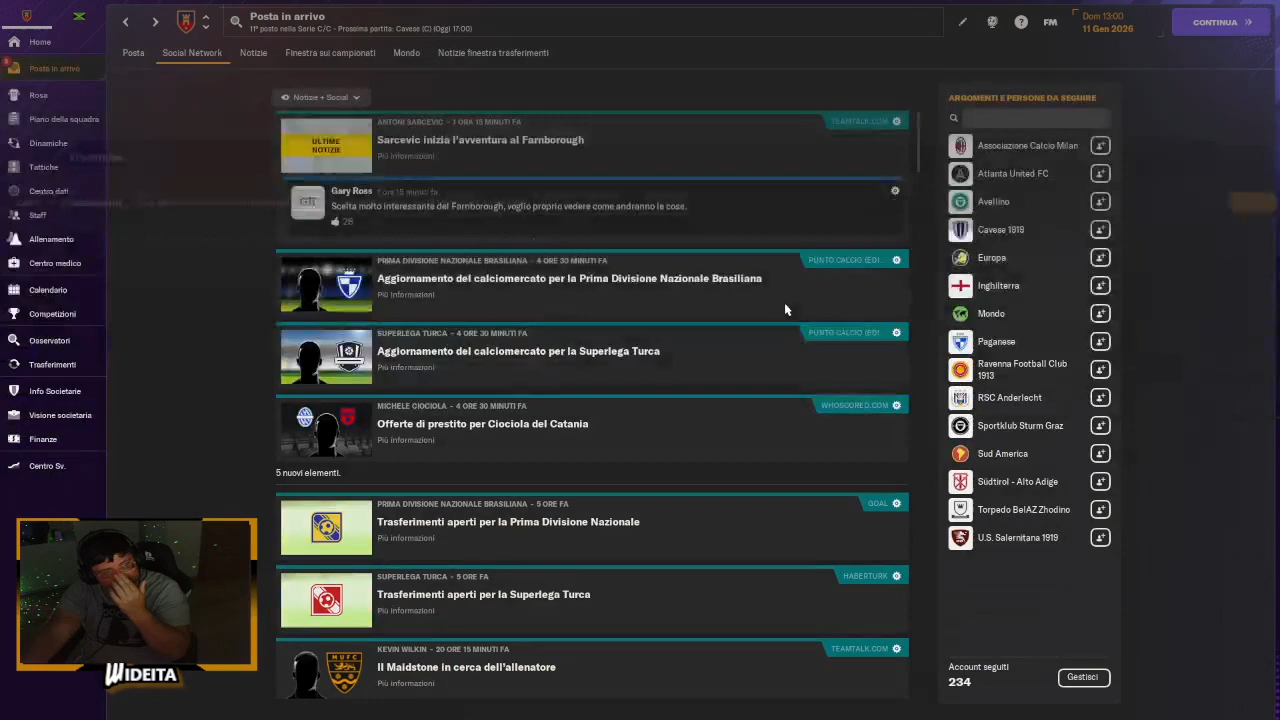 Posta in arrivo
11° posto nella Serie C/C - Prossima partita: Cavese (C) (Oggi 17:00)
FM
Dom 13:00
11 Gen 2026
CONTINUA
Posta
Social Network
Notizie
Finestra sui campionati
Mondo
Notizie finestra trasferimenti
Home
Posta in arrivo
Rosa
Piano della squadra
Dinamiche
Tattiche
Centro dati
Staff
Allenamento
Centro medico
Calendario
Competizioni
Osservatori
Trasferimenti
Info Societarie
Visione societaria
Finanze
Centro Sv.
Notizie + Social
ANTONI SARCEVIC - 1 ORA 15 MINUTI FA
TEAMTALK.COM
ULTIME
NOTIZIE
Sarcevic inizia l'avventura al Farnborough
Più informazioni
GR
Gary Ross 1 ora 15 minuti fa
Scelta molto interessante del Farnborough, voglio proprio vedere come andranno le cose.
28
PRIMA DIVISIONE NAZIONALE BRASILIANA - 4 ORE 30 MINUTI FA
PUNTO CALCIO (EDI
Aggiornamento del calciomercato per la Prima Divisione Nazionale Brasiliana
Più informazioni
SUPERLEGA TURCA - 4 ORE 30 MINUTI FA
PUNTO CALCIO (EDI
Aggiornamento del calciomercato per la Superlega Turca
Più informazioni
MICHELE CIOCIOLA - 4 ORE 30 MINUTI FA
WHOSCORED.COM
Offerte di prestito per Ciociola del Catania
Più informazioni
5 nuovi elementi.
PRIMA DIVISIONE NAZIONALE BRASILIANA - 5 ORE FA
GOAL
Trasferimenti aperti per la Prima Divisione Nazionale
Più informazioni
SUPERLEGA TURCA - 5 ORE FA
HABERTURK
Trasferimenti aperti per la Superlega Turca
Più informazioni
KEVIN WILKIN - 20 ORE 15 MINUTI FA
TEAMTALK.COM
MUFC
Il Maidstone in cerca dell'allenatore
Più informazioni
ARGOMENTI E PERSONE DA SEGUIRE
Associazione Calcio Milan
Atlanta United FC
Avellino
Cavese 1919
Europa
Inghilterra
Mondo
Paganese
Ravenna Football Club
1913
RSC Anderlecht
Sportklub Sturm Graz
Sud America
Südtirol - Alto Adige
Torpedo BelAZ Zhodino
U.S. Salernitana 1919
Account seguiti
234
Gestisci
WIDEITA